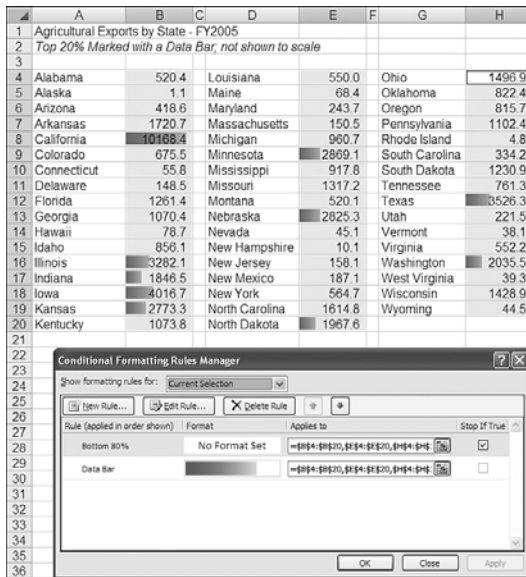 A B C D E F G H
1 Agricultural Exports by State - FY2005
2 Top 20% Marked with a Data Bar; not shown to scale
3
4 Alabama 520.4 Louisiana 550.0 Ohio 1496.9
5 Alaska 1.1 Maine 68.4 Oklahoma 822.4
6 Arizona 418.6 Maryland 243.7 Oregon 815.7
7 Arkansas 1720.7 Massachusetts 150.5 Pennsylvania 1102.4
8 California 10168.4 Michigan 960.7 Rhode Island 4.8
9 Colorado 675.5 Minnesota 2869.1 South Carolina 334.2
10 Connecticut 55.8 Mississippi 917.8 South Dakota 1230.9
11 Delaware 148.5 Missouri 1317.2 Tennessee 761.3
12 Florida 1261.4 Montana 520.1 Texas 3526.3
13 Georgia 1070.4 Nebraska 2825.3 Utah 221.5
14 Hawaii 78.7 Nevada 45.1 Vermont 38.1
15 Idaho 856.1 New Hampshire 10.1 Virginia 552.2
16 Illinois 3282.1 New Jersey 158.1 Washington 2035.5
17 Indiana 1846.5 New Mexico 187.1 West Virginia 39.3
18 Iowa 4016.7 New York 564.7 Wisconsin 1428.9
19 Kansas 2773.3 North Carolina 1614.8 Wyoming 44.5
20 Kentucky 1073.8 North Dakota 1967.6
21
22 Conditional Formatting Rules Manager
23
24 Show formatting rules for: Current Selection
25 New Rule... Edit Rule... Delete Rule
26
27 Rule (applied in order shown) Format Applies to Stop If True
28 Bottom 80% No Format Set =$B$4:$B$20,$E$4:$E$20,$H$4:$H$
29
30 Data Bar =$B$4:$B$20,$E$4:$E$20,$H$4:$H$
31
32
33
34
35 OK Close Apply
36